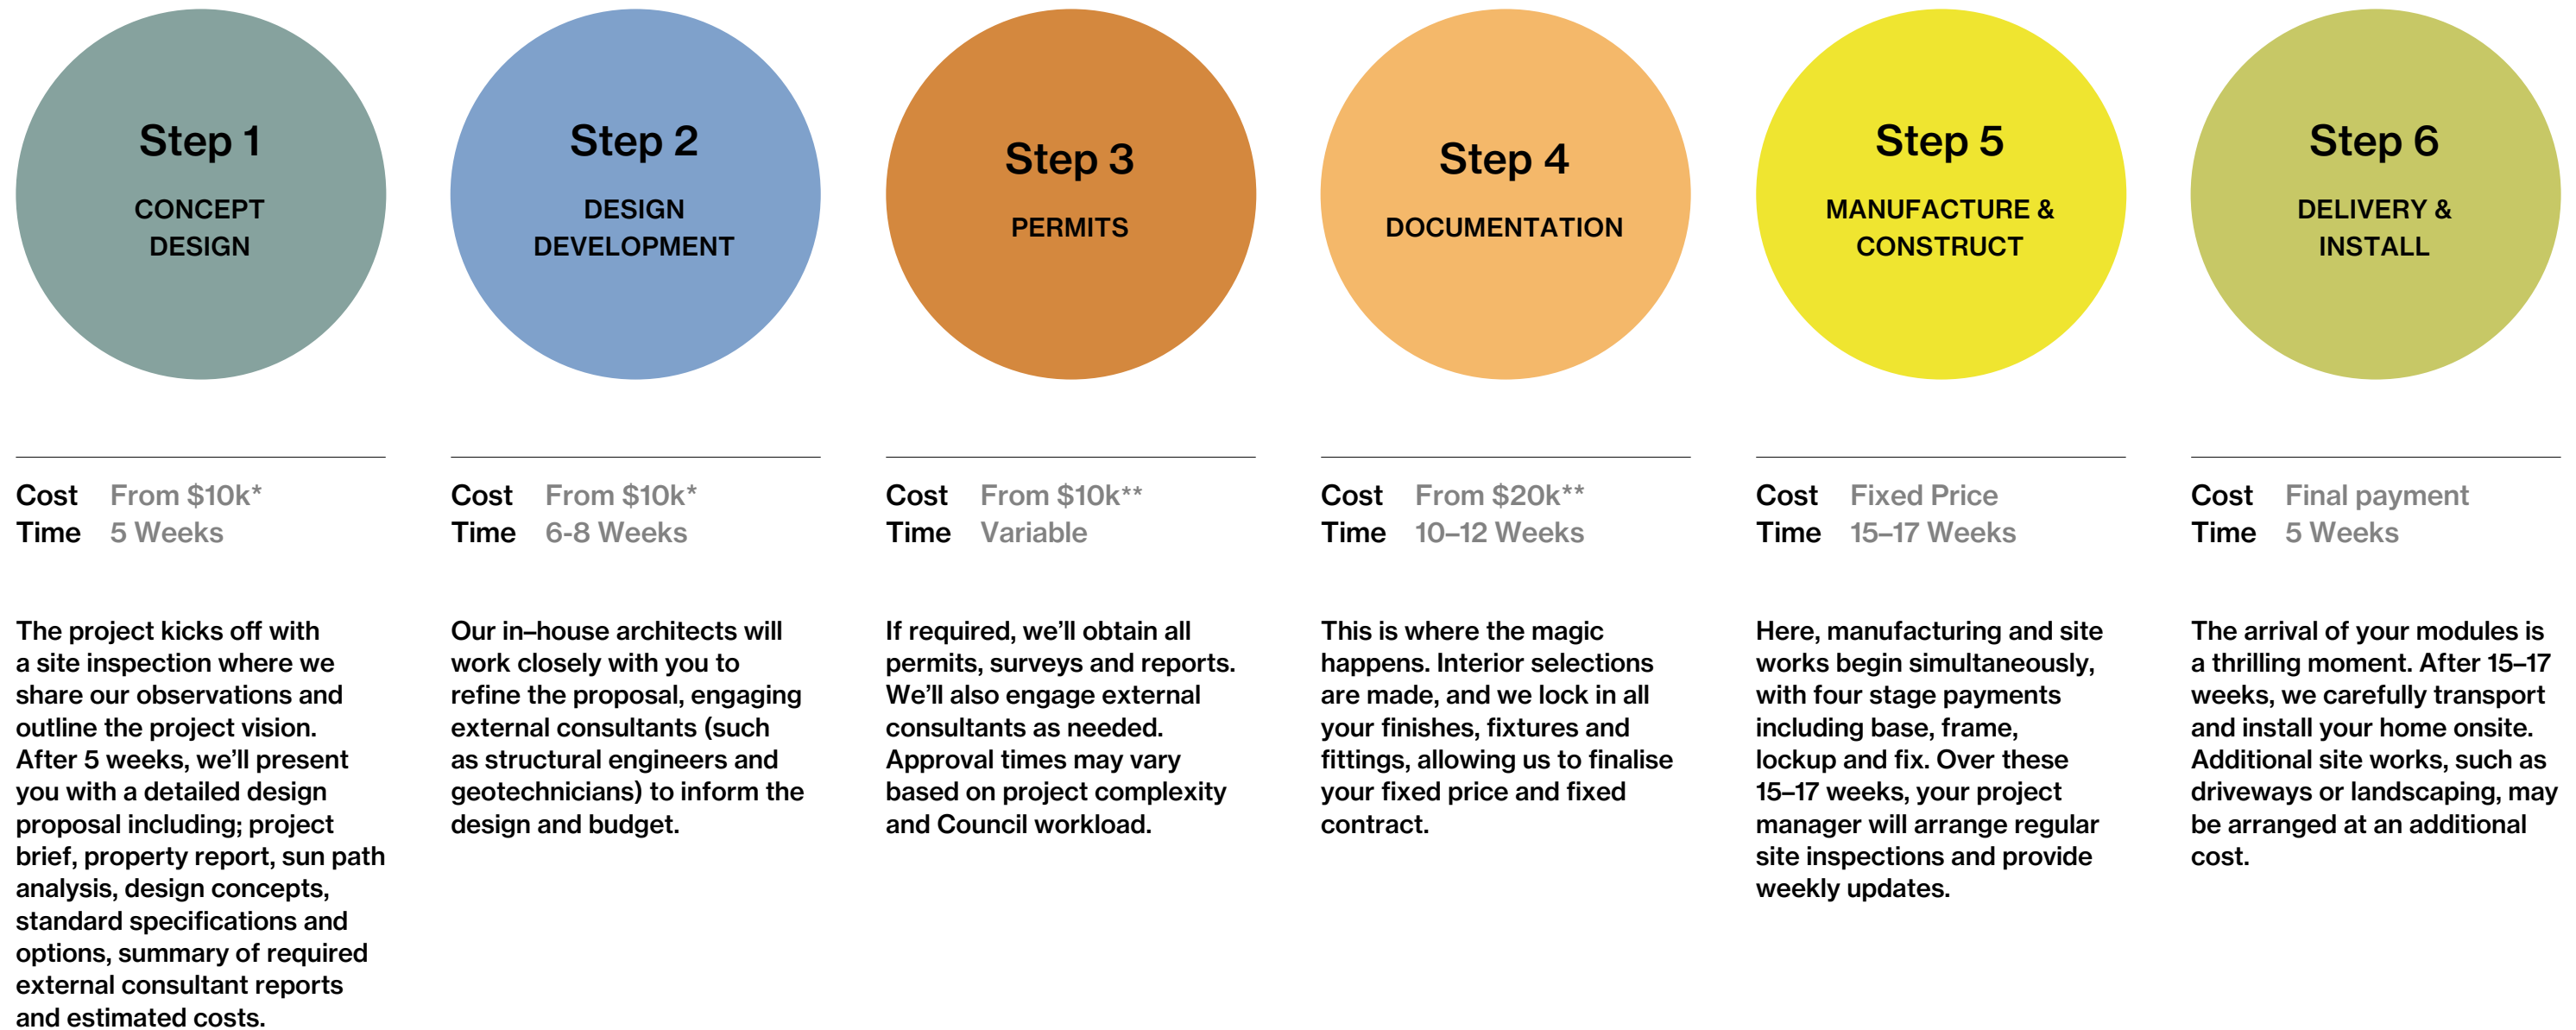 Step 1
CONCEPT
DESIGN
Cost From $10k*
Time 5 Weeks
The project kicks off with
a site inspection where we
share our observations and
outline the project vision.
After 5 weeks, we’ll present
you with a detailed design
proposal including; project
brief, property report, sun path
analysis, design concepts,
standard specifications and
options, summary of required
external consultant reports
and estimated costs.
Step 2
DESIGN
DEVELOPMENT
Cost From $10k*
Time 6-8 Weeks
Our in–house architects will
work closely with you to
refine the proposal, engaging
external consultants (such
as structural engineers and
geotechnicians) to inform the
design and budget.
Step 3
PERMITS
Cost From $10k**
Time Variable
If required, we’ll obtain all
permits, surveys and reports.
We’ll also engage external
consultants as needed.
Approval times may vary
based on project complexity
and Council workload.
Step 4
DOCUMENTATION
Cost From $20k**
Time 10–12 Weeks
This is where the magic
happens. Interior selections
are made, and we lock in all
your finishes, fixtures and
fittings, allowing us to finalise
your fixed price and fixed
contract.
Step 5
MANUFACTURE &
CONSTRUCT
Cost Fixed Price
Time 15–17 Weeks
Here, manufacturing and site
works begin simultaneously,
with four stage payments
including base, frame,
lockup and fix. Over these
15–17 weeks, your project
manager will arrange regular
site inspections and provide
weekly updates.
Step 6
DELIVERY &
INSTALL
Cost Final payment
Time 5 Weeks
The arrival of your modules is
a thrilling moment. After 15–17
weeks, we carefully transport
and install your home onsite.
Additional site works, such as
driveways or landscaping, may
be arranged at an additional
cost.